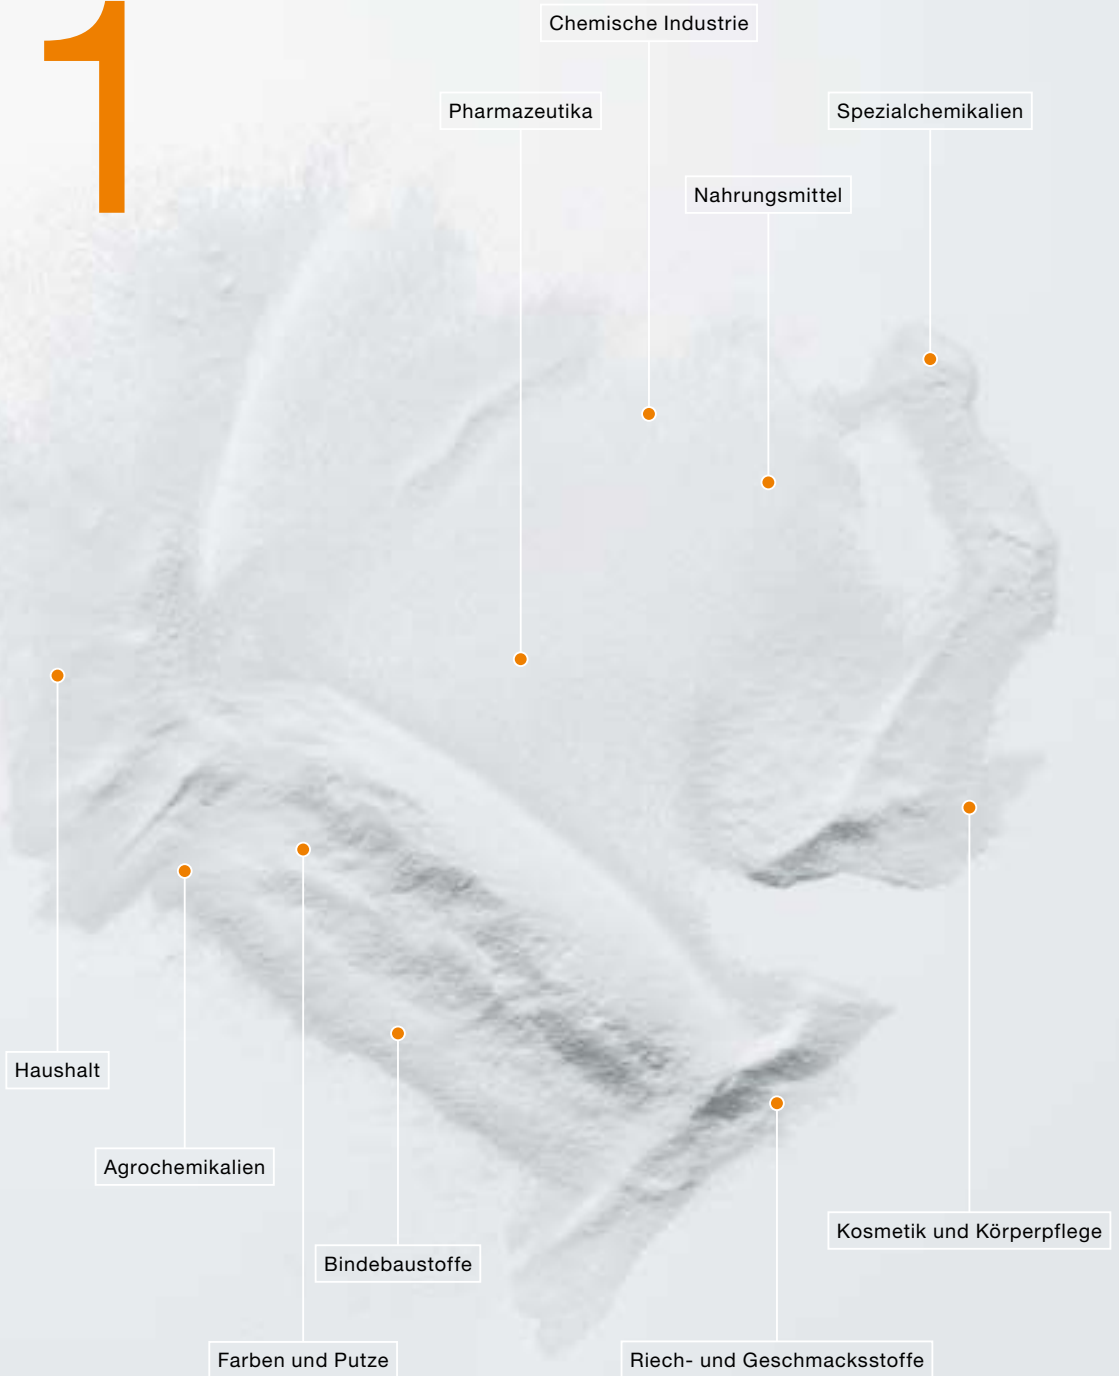 1
Chemische Industrie
Pharmazeutika
Spezialchemikalien
Nahrungsmittel
Haushalt
Agrochemikalien
Kosmetik und Körperpflege
Bindebaustoffe
Farben und Putze
Riech- und Geschmacksstoffe